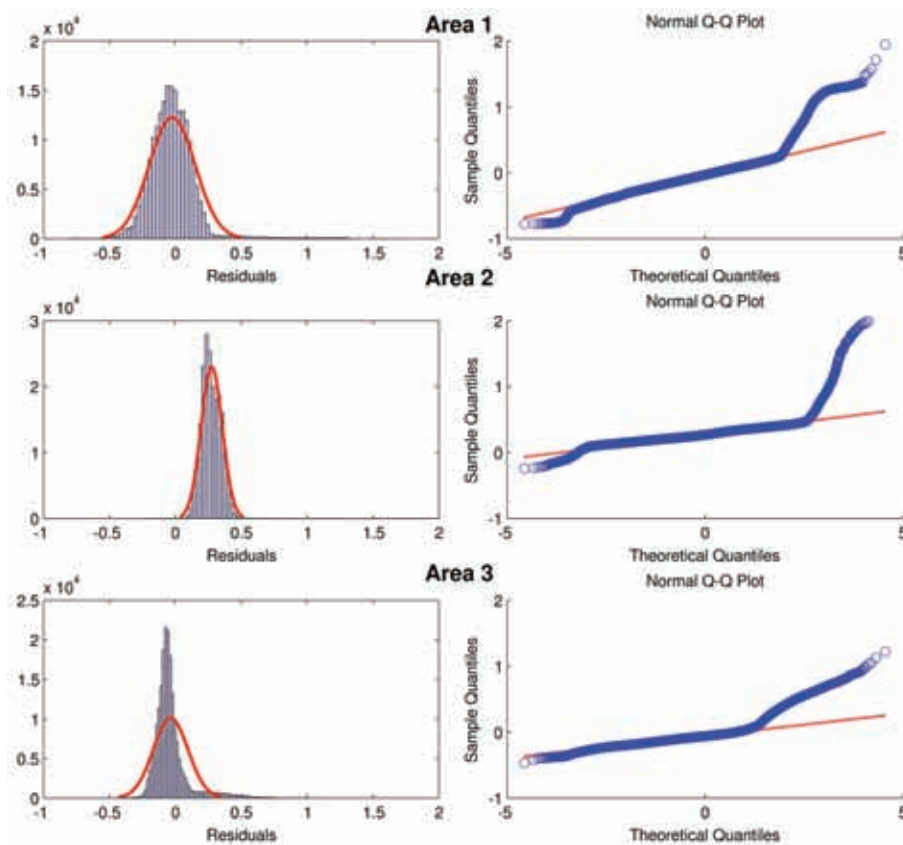 Area 1
x 10⁴
2
1.5
1
0.5
0
-1 -0.5 0 0.5 1 1.5 2
Residuals
Normal Q-Q Plot
Sample Quantiles
2
1
0
-1
-5 0 5
Theoretical Quantiles
Area 2
x 10⁴
3
2
1
0
-1 -0.5 0 0.5 1 1.5 2
Residuals
Normal Q-Q Plot
Sample Quantiles
2
1
0
-1
-5 0 5
Theoretical Quantiles
Area 3
x 10⁴
2.5
2
1.5
1
0.5
0
-1 -0.5 0 0.5 1 1.5 2
Residuals
Normal Q-Q Plot
Sample Quantiles
2
1
0
-1
-5 0 5
Theoretical Quantiles